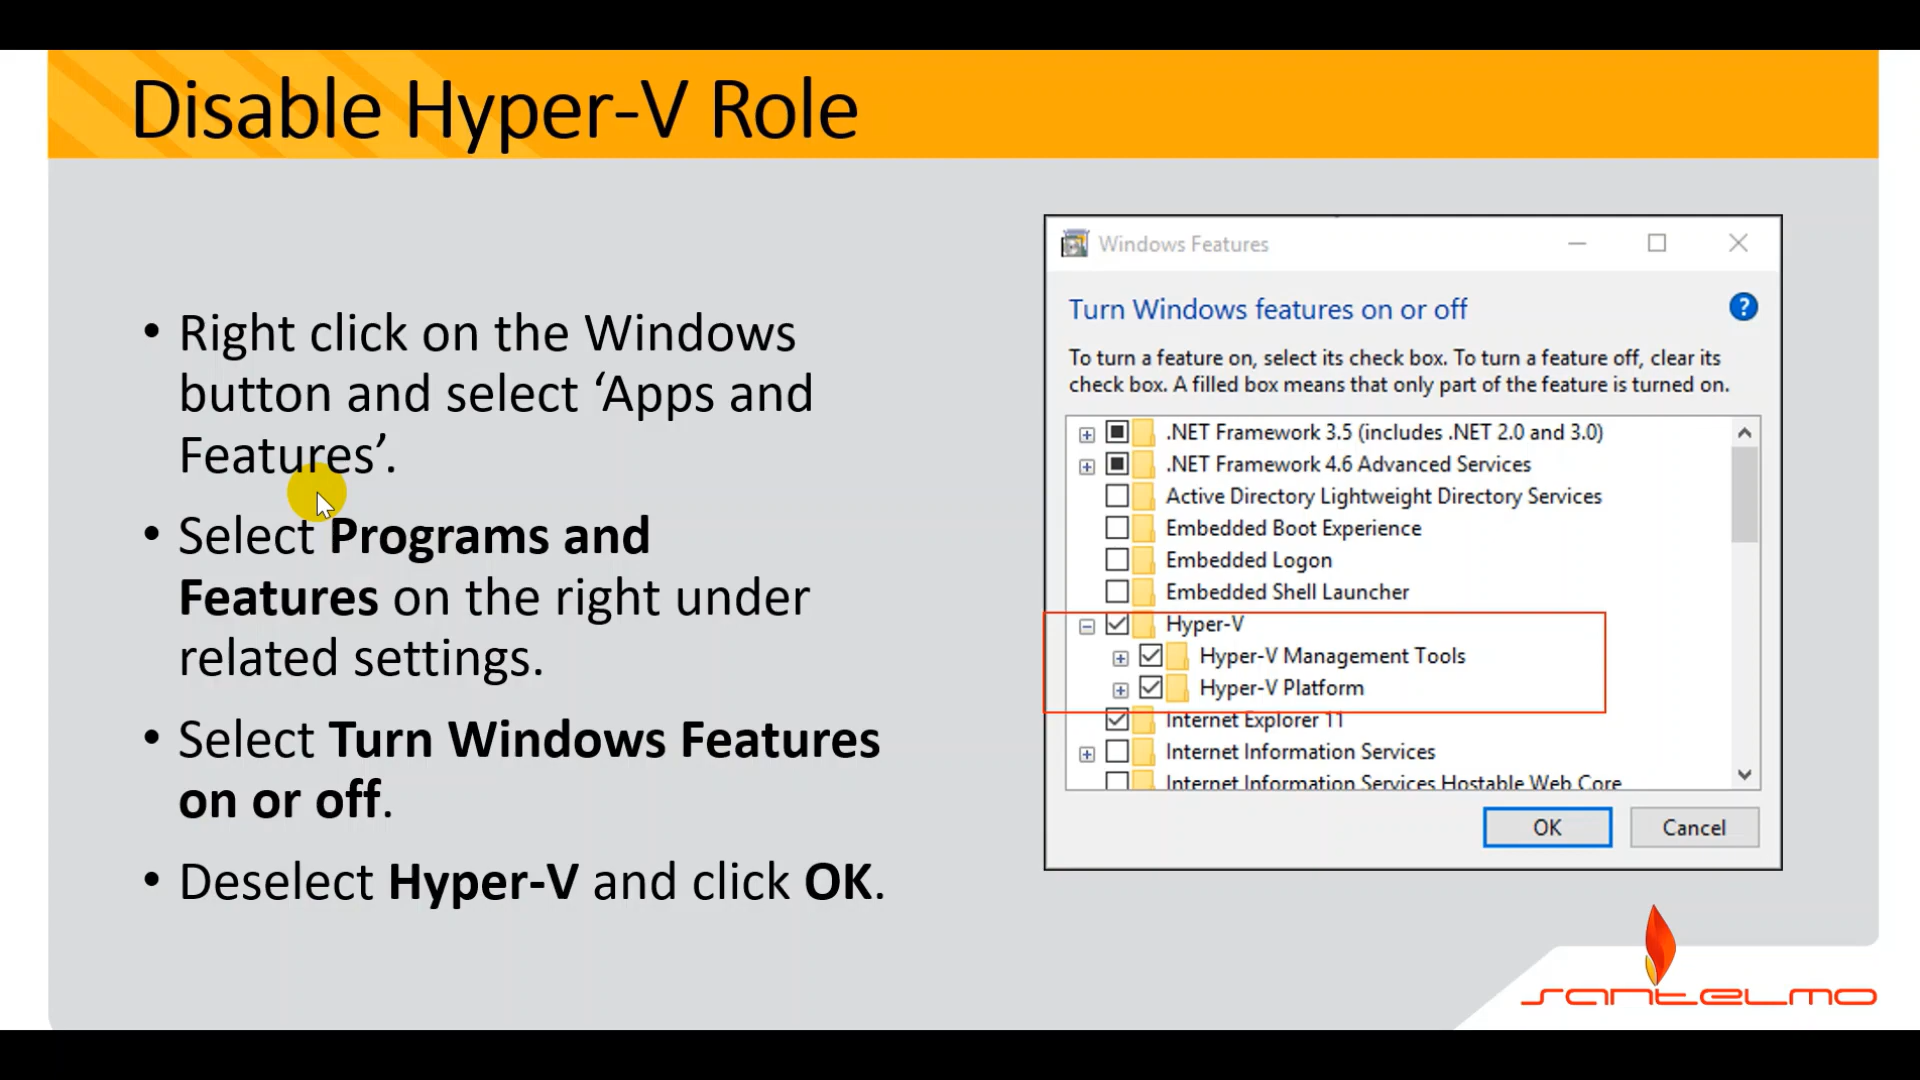 Disable Hyper-V Role
• Right click on the Windows
button and select ‘Apps and
Features’.
• Select Programs and
Features on the right under
related settings.
• Select Turn Windows Features
on or off.
• Deselect Hyper-V and click OK.
Windows Features
Turn Windows features on or off
?
To turn a feature on, select its check box. To turn a feature off, clear its
check box. A filled box means that only part of the feature is turned on.
.NET Framework 3.5 (includes .NET 2.0 and 3.0)
.NET Framework 4.6 Advanced Services
Active Directory Lightweight Directory Services
Embedded Boot Experience
Embedded Logon
Embedded Shell Launcher
Hyper-V
Hyper-V Management Tools
Hyper-V Platform
Internet Explorer 11
Internet Information Services
Internet Information Services Hostable Web Core
OK
Cancel
santelmo